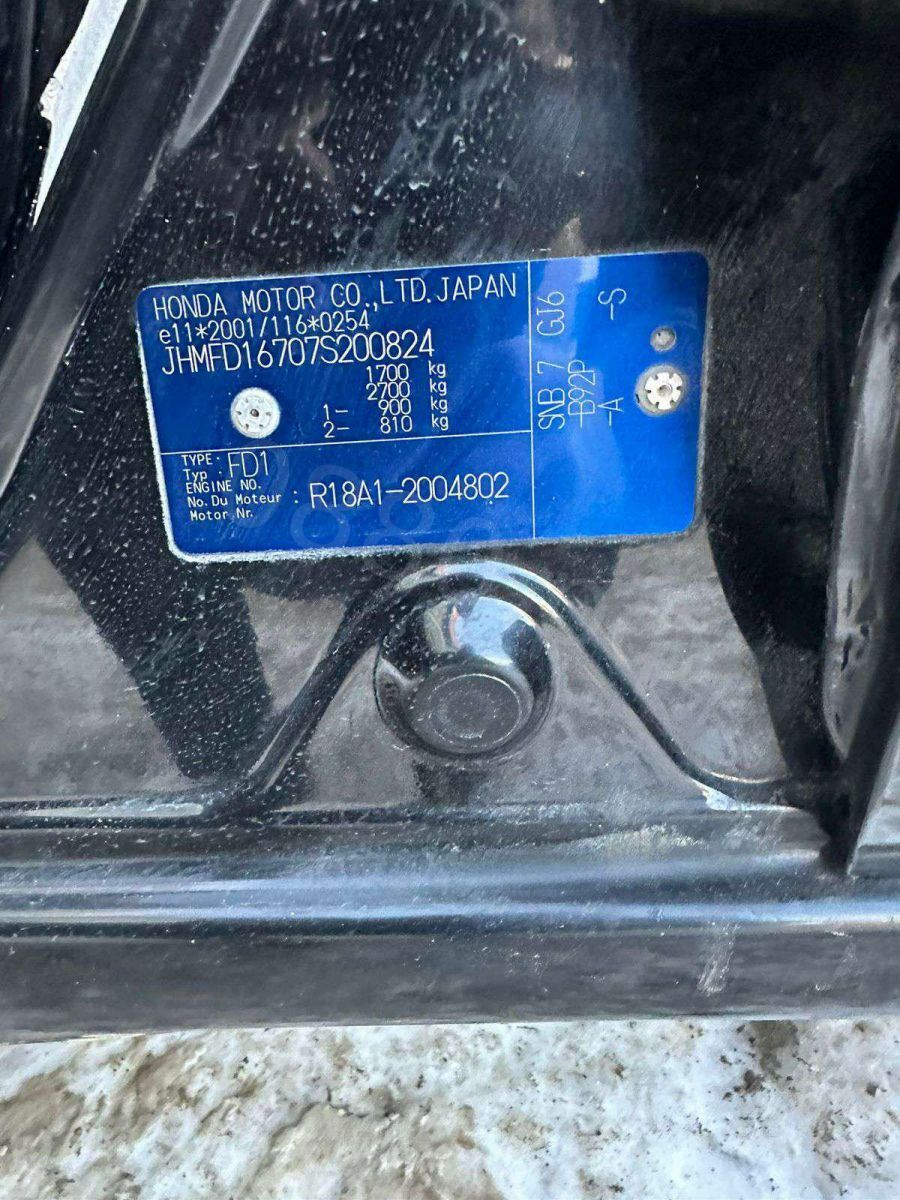 HONDA MOTOR CO.,LTD.JAPAN
e11*2001/116*0254
JHMFD16707S200824
1700 kg
2700 kg
1- 900 kg
2- 810 kg
TYPE:
Typ : FD1
ENGINE NO.
No.Du Moteur : R18A1-2004802
Motor Nr.
SNB 7 GJ6
-B92P
-A -S